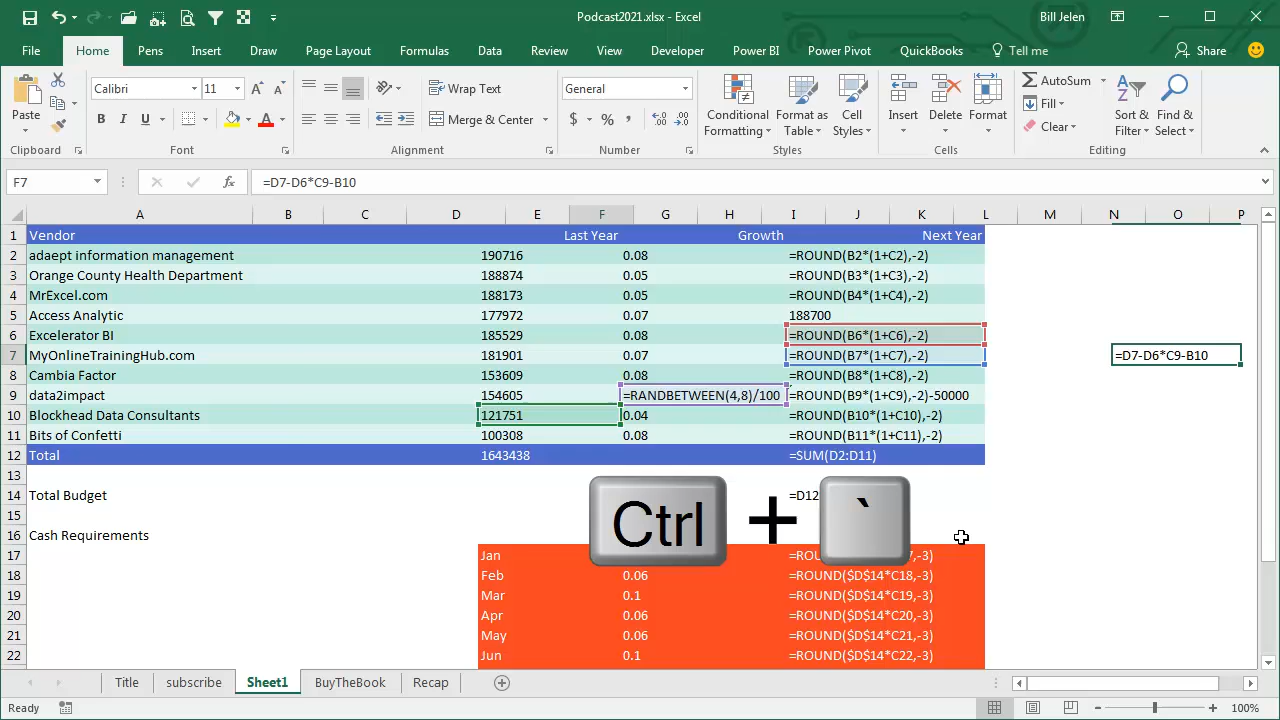 Podcast2021.xlsx - Excel
Bill Jelen
File Home Pens Insert Draw Page Layout Formulas Data Review View Developer Power BI Power Pivot QuickBooks Tell me Share
Paste
Clipboard
Calibri 11
B I U A
Font
Wrap Text
Merge & Center
Alignment
General
$ % ,
Number
Conditional Formatting
Format as Table
Cell Styles
Styles
Insert Delete Format
Cells
AutoSum
Fill
Clear
Sort & Filter
Find & Select
Editing
F7 fx =D7-D6*C9-B10
A B C D E F G H I J K L M N O P
1 Vendor Last Year Growth Next Year
2 adaept information management 190716 0.08 =ROUND(B2*(1+C2),-2)
3 Orange County Health Department 188874 0.05 =ROUND(B3*(1+C3),-2)
4 MrExcel.com 188173 0.05 =ROUND(B4*(1+C4),-2)
5 Access Analytic 177972 0.07 188700
6 Excelerator BI 185529 0.08 =ROUND(B6*(1+C6),-2)
7 MyOnlineTrainingHub.com 181901 0.07 =ROUND(B7*(1+C7),-2) =D7-D6*C9-B10
8 Cambia Factor 153609 0.08 =ROUND(B8*(1+C8),-2)
9 data2impact 154605 =RANDBETWEEN(4,8)/100 =ROUND(B9*(1+C9),-2)-50000
10 Blockhead Data Consultants 121751 0.04 =ROUND(B10*(1+C10),-2)
11 Bits of Confetti 100308 0.08 =ROUND(B11*(1+C11),-2)
12 Total 1643438 =SUM(D2:D11)
13
14 Total Budget =D12
15
16 Cash Requirements
Ctrl + `
17 Jan =ROU 7,-3)
18 Feb 0.06 =ROUND($D$14*C18,-3)
19 Mar 0.1 =ROUND($D$14*C19,-3)
20 Apr 0.06 =ROUND($D$14*C20,-3)
21 May 0.06 =ROUND($D$14*C21,-3)
22 Jun 0.1 =ROUND($D$14*C22,-3)
Title subscribe Sheet1 BuyTheBook Recap
Ready 100%